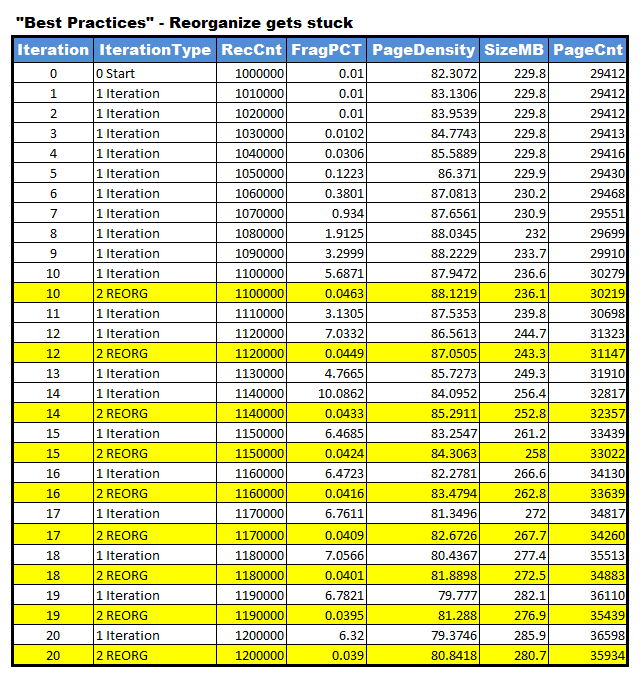 "Best Practices" - Reorganize gets stuck
Iteration IterationType RecCnt FragPCT PageDensity SizeMB PageCnt
0 0 Start 1000000 0.01 82.3072 229.8 29412
1 1 Iteration 1010000 0.01 83.1306 229.8 29412
2 1 Iteration 1020000 0.01 83.9539 229.8 29412
3 1 Iteration 1030000 0.0102 84.7743 229.8 29413
4 1 Iteration 1040000 0.0306 85.5889 229.8 29416
5 1 Iteration 1050000 0.1223 86.371 229.9 29430
6 1 Iteration 1060000 0.3801 87.0813 230.2 29468
7 1 Iteration 1070000 0.934 87.6561 230.9 29551
8 1 Iteration 1080000 1.9125 88.0345 232 29699
9 1 Iteration 1090000 3.2999 88.2229 233.7 29910
10 1 Iteration 1100000 5.6871 87.9472 236.6 30279
10 2 REORG 1100000 0.0463 88.1219 236.1 30219
11 1 Iteration 1110000 3.1305 87.5353 239.8 30698
12 1 Iteration 1120000 7.0332 86.5613 244.7 31323
12 2 REORG 1120000 0.0449 87.0505 243.3 31147
13 1 Iteration 1130000 4.7665 85.7273 249.3 31910
14 1 Iteration 1140000 10.0862 84.0952 256.4 32817
14 2 REORG 1140000 0.0433 85.2911 252.8 32357
15 1 Iteration 1150000 6.4685 83.2547 261.2 33439
15 2 REORG 1150000 0.0424 84.3063 258 33022
16 1 Iteration 1160000 6.4723 82.2781 266.6 34130
16 2 REORG 1160000 0.0416 83.4794 262.8 33639
17 1 Iteration 1170000 6.7611 81.3496 272 34817
17 2 REORG 1170000 0.0409 82.6726 267.7 34260
18 1 Iteration 1180000 7.0566 80.4367 277.4 35513
18 2 REORG 1180000 0.0401 81.8898 272.5 34883
19 1 Iteration 1190000 6.7821 79.777 282.1 36110
19 2 REORG 1190000 0.0395 81.288 276.9 35439
20 1 Iteration 1200000 6.32 79.3746 285.9 36598
20 2 REORG 1200000 0.039 80.8418 280.7 35934